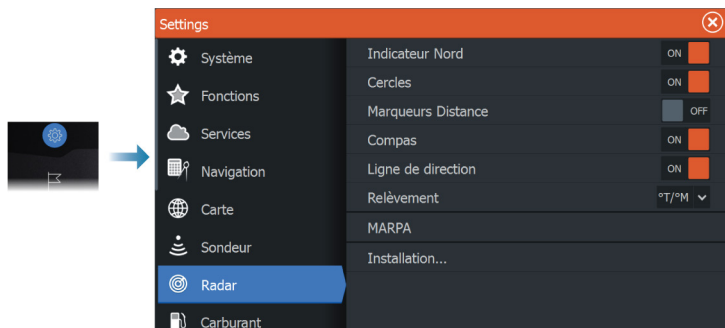 Settings
Système
Fonctions
Services
Navigation
Carte
Sondeur
Radar
Carburant
Indicateur Nord ON
Cercles ON
Marqueurs Distance OFF
Compas ON
Ligne de direction ON
Relèvement °T/°M
MARPA
Installation...